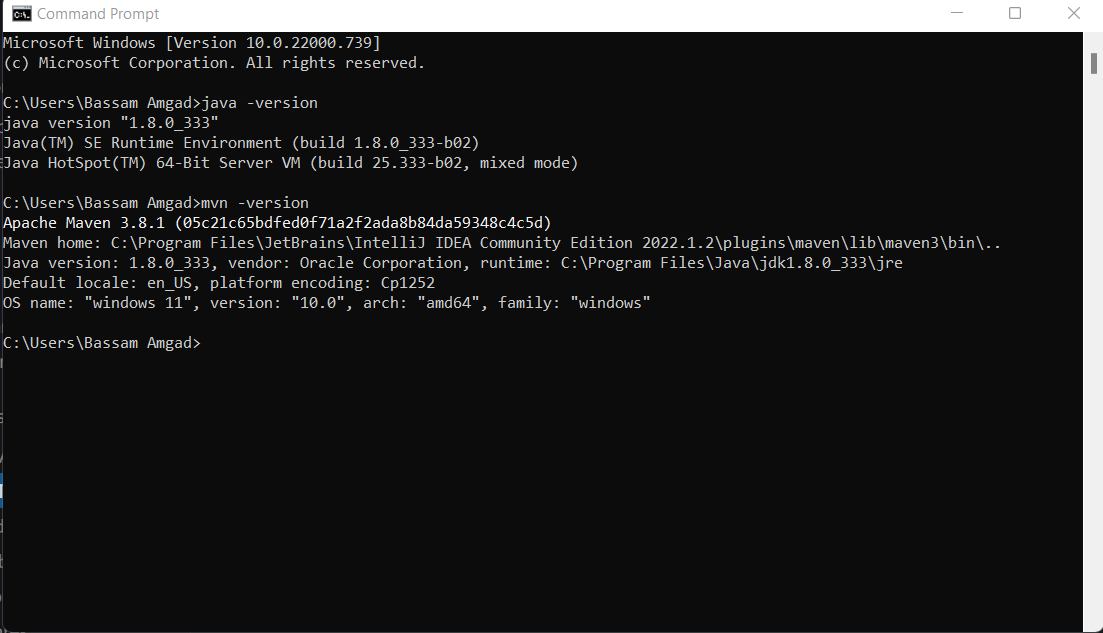 Command Prompt
Microsoft Windows [Version 10.0.22000.739]
(c) Microsoft Corporation. All rights reserved.
C:\Users\Bassam Amgad>java -version
java version "1.8.0_333"
Java(TM) SE Runtime Environment (build 1.8.0_333-b02)
Java HotSpot(TM) 64-Bit Server VM (build 25.333-b02, mixed mode)
C:\Users\Bassam Amgad>mvn -version
Apache Maven 3.8.1 (05c21c65bdfed0f71a2f2ada8b84da59348c4c5d)
Maven home: C:\Program Files\JetBrains\IntelliJ IDEA Community Edition 2022.1.2\plugins\maven\lib\maven3\bin\..
Java version: 1.8.0_333, vendor: Oracle Corporation, runtime: C:\Program Files\Java\jdk1.8.0_333\jre
Default locale: en_US, platform encoding: Cp1252
OS name: "windows 11", version: "10.0", arch: "amd64", family: "windows"
C:\Users\Bassam Amgad>